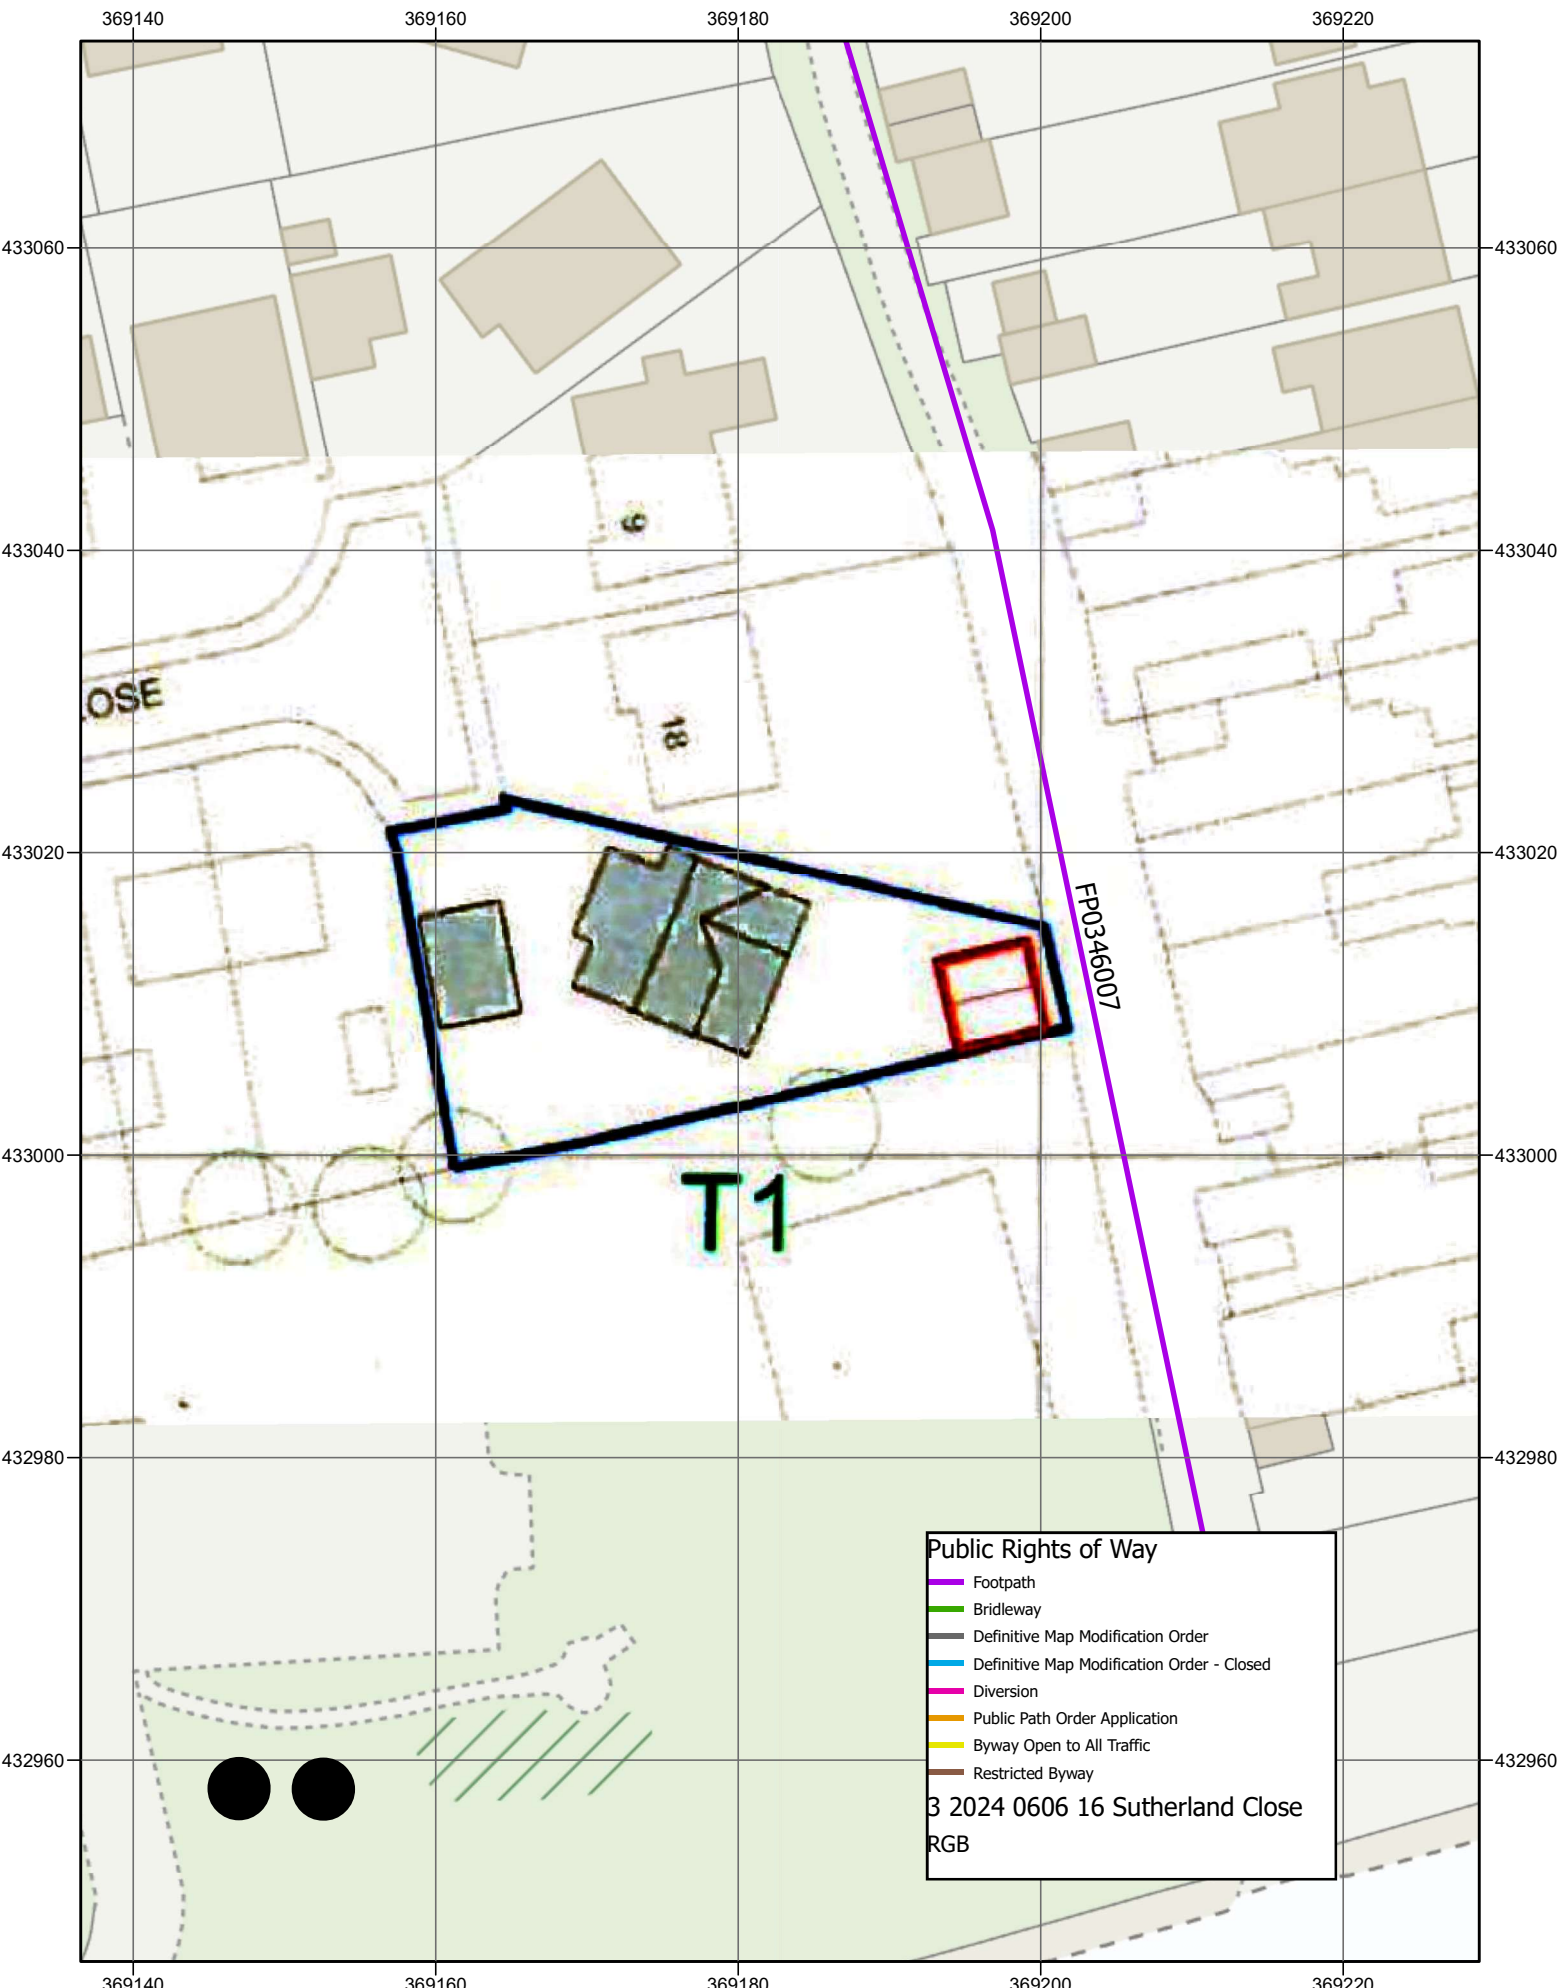 369140 369160 369180 369200 369220
433060 433060
6
433040 433040
LOSE
18
433020 433020
FP0346007
433000 433000
T1
432980 432980
Public Rights of Way
Footpath
Bridleway
Definitive Map Modification Order
Definitive Map Modification Order - Closed
Diversion
Public Path Order Application
Byway Open to All Traffic
Restricted Byway
432960 432960
3 2024 0606 16 Sutherland Close
RGB
369140 369160 369180 369200 369220